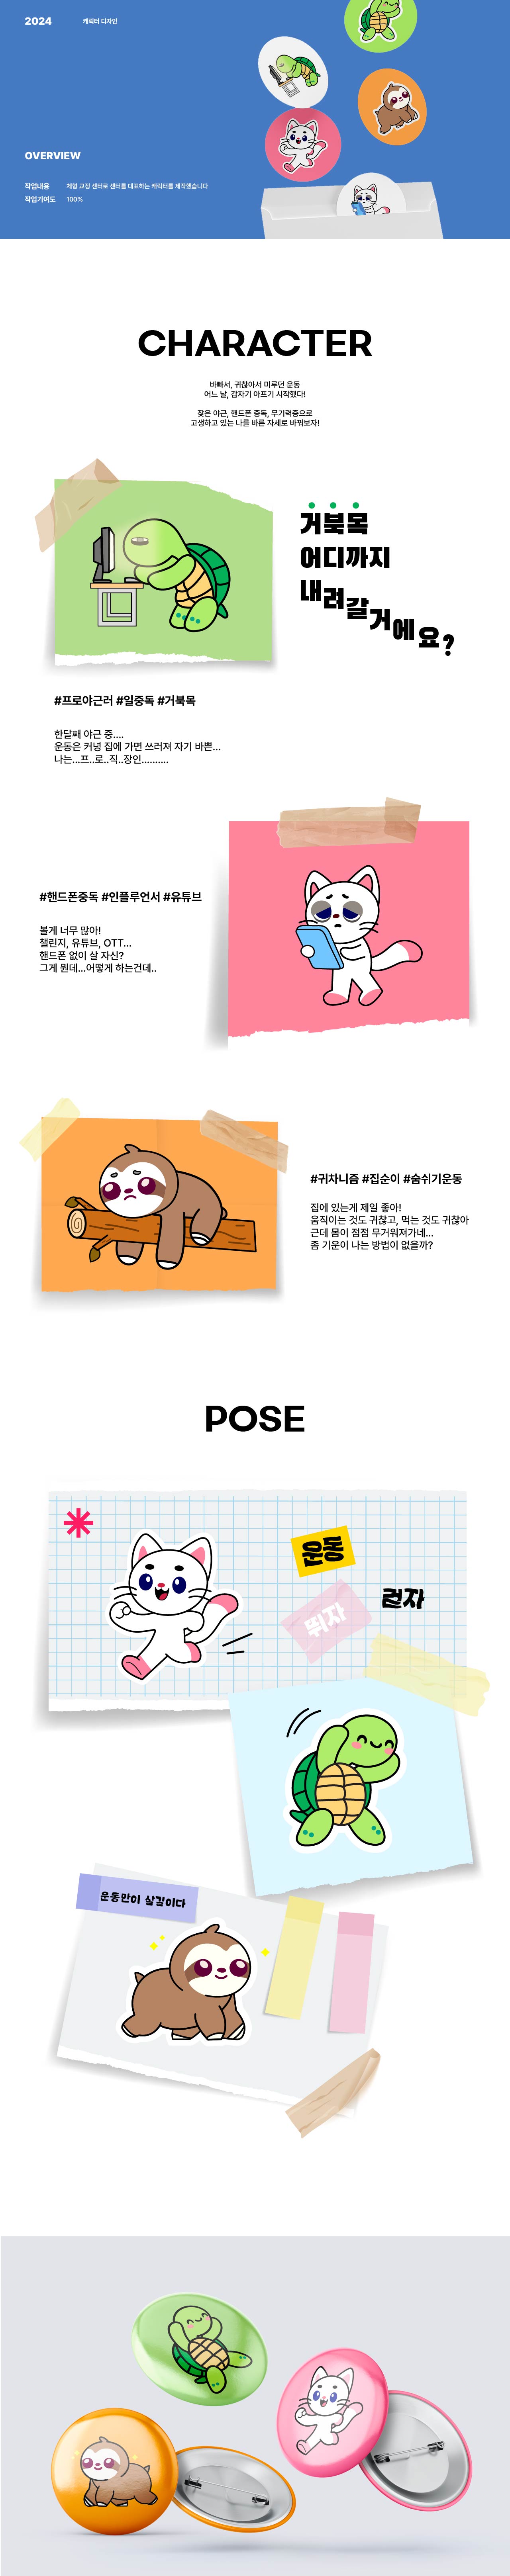 2024
캐릭터 디자인
OVERVIEW
작업내용 체형 교정 센터로 센터를 대표하는 캐릭터를 제작했습니다
작업기여도 100%
CHARACTER
바빠서, 귀찮아서 미루던 운동
어느 날, 갑자기 아프기 시작했다!
잦은 야근, 핸드폰 중독, 무기력증으로
고생하고 있는 나를 바른 자세로 바꿔보자!
거북목
어디까지
내려갈거에요?
#프로야근러 #일중독 #거북목
한달째 야근 중....
운동은 커녕 집에 가면 쓰러져 자기 바쁜...
나는...프..로..직..장인..........
#핸드폰중독 #인플루언서 #유튜브
볼게 너무 많아!
챌린지, 유튜브, OTT...
핸드폰 없이 살 자신?
그게 뭔데...어떻게 하는건데..
#귀차니즘 #집순이 #숨쉬기운동
집에 있는게 제일 좋아!
움직이는 것도 귀찮고, 먹는 것도 귀찮아
근데 몸이 점점 무거워져가네...
좀 기운이 나는 방법이 없을까?
POSE
운동
걷자
뛰자
운동만이 살길이다